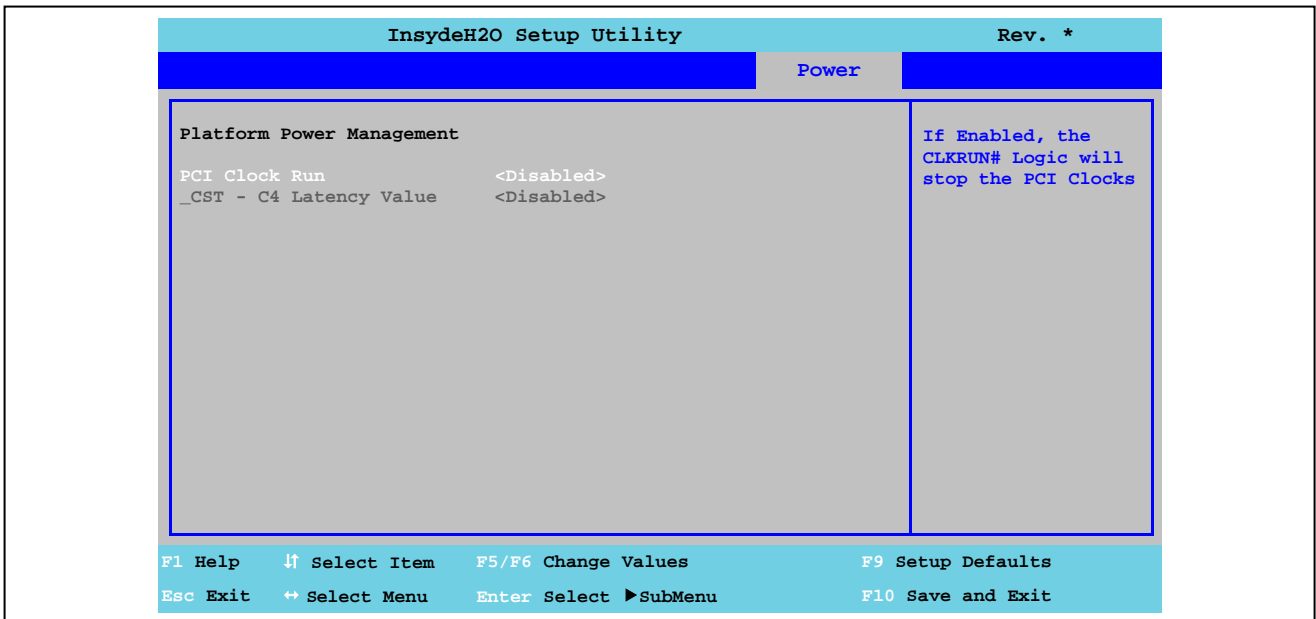 InsydeH2O Setup Utility Rev. *
Power
Platform Power Management
PCI Clock Run <Disabled>
_CST - C4 Latency Value <Disabled>
If Enabled, the
CLKRUN# Logic will
stop the PCI Clocks
F1 Help ↓↑ Select Item F5/F6 Change Values F9 Setup Defaults
Esc Exit ↔ Select Menu Enter Select ▶SubMenu F10 Save and Exit